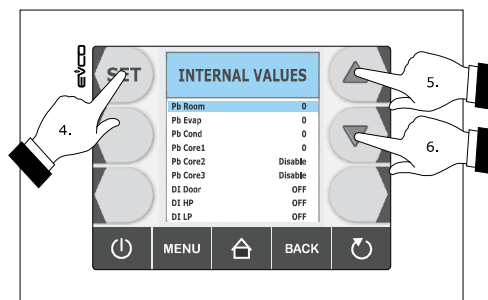 evco
SET
INTERNAL VALUES
Pb Room 0
Pb Evap 0
Pb Cond 0
Pb Core1 0
Pb Core2 Disable
Pb Core3 Disable
DI Door OFF
DI HP OFF
DI LP OFF
4.
5.
6.
MENU
BACK